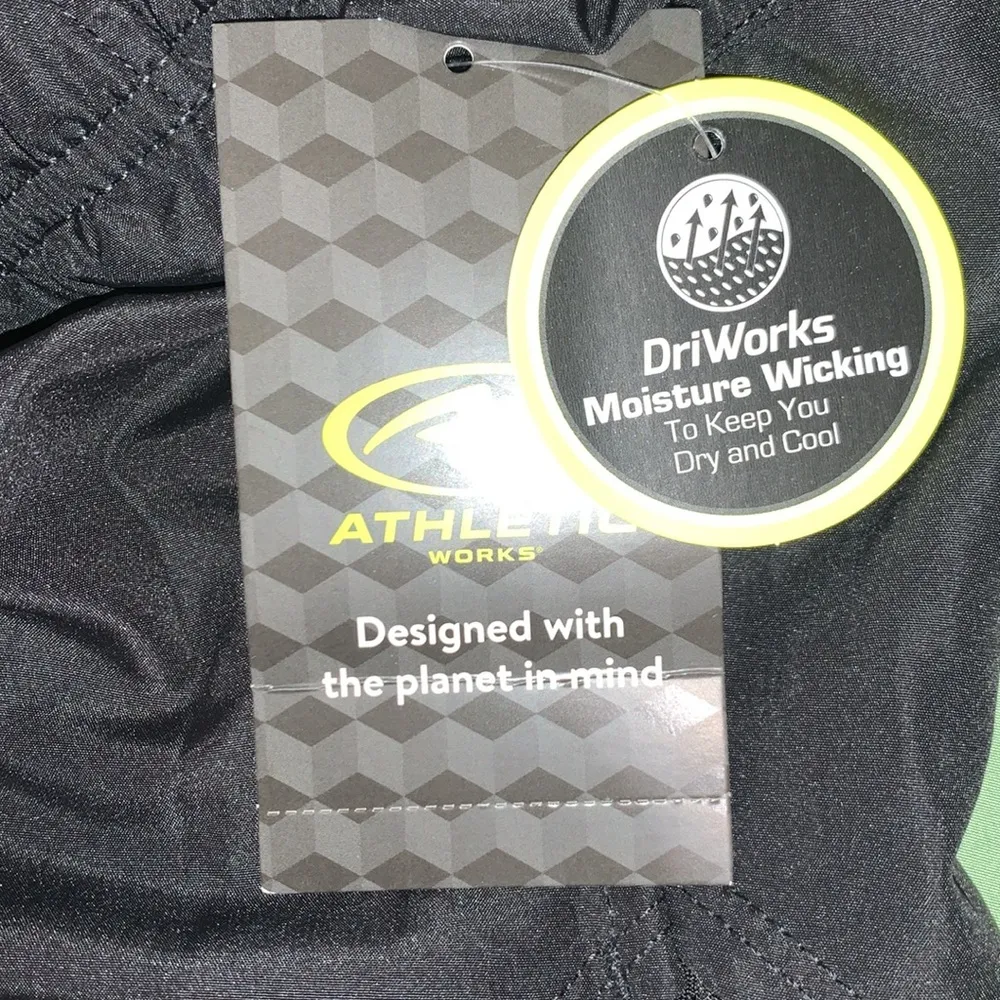 DriWorks
Moisture Wicking
To Keep You
Dry and Cool
ATHLETIC
WORKS®
Designed with
the planet in mind